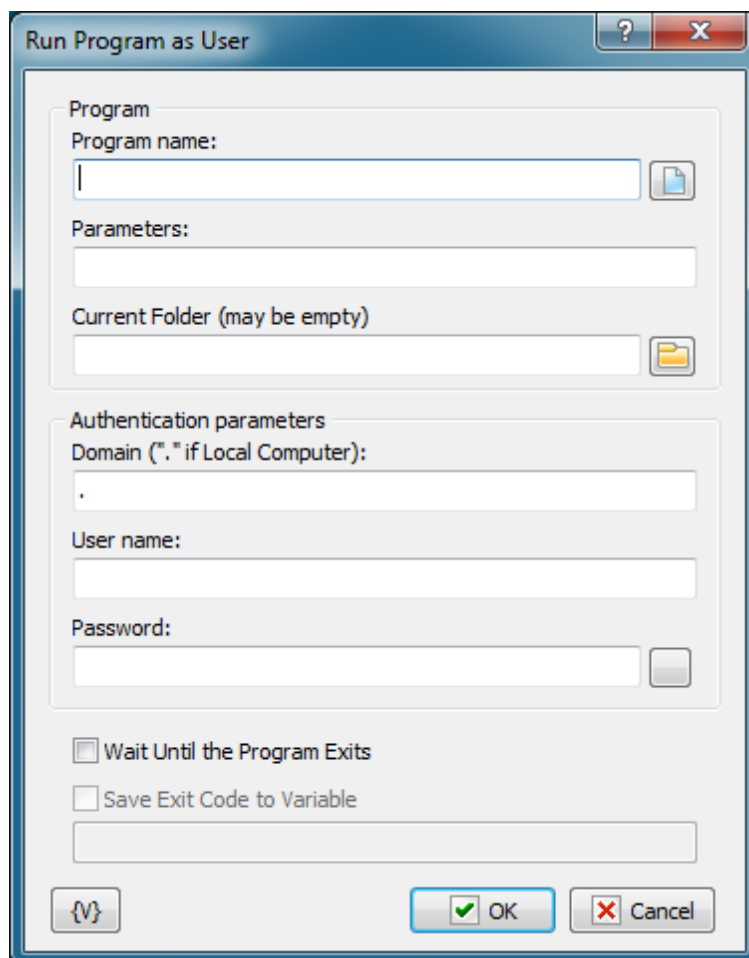 Run Program as User
?
Program
Program name:
Parameters:
Current Folder (may be empty)
Authentication parameters
Domain ("." if Local Computer):
.
User name:
Password:
Wait Until the Program Exits
Save Exit Code to Variable
{V} OK Cancel